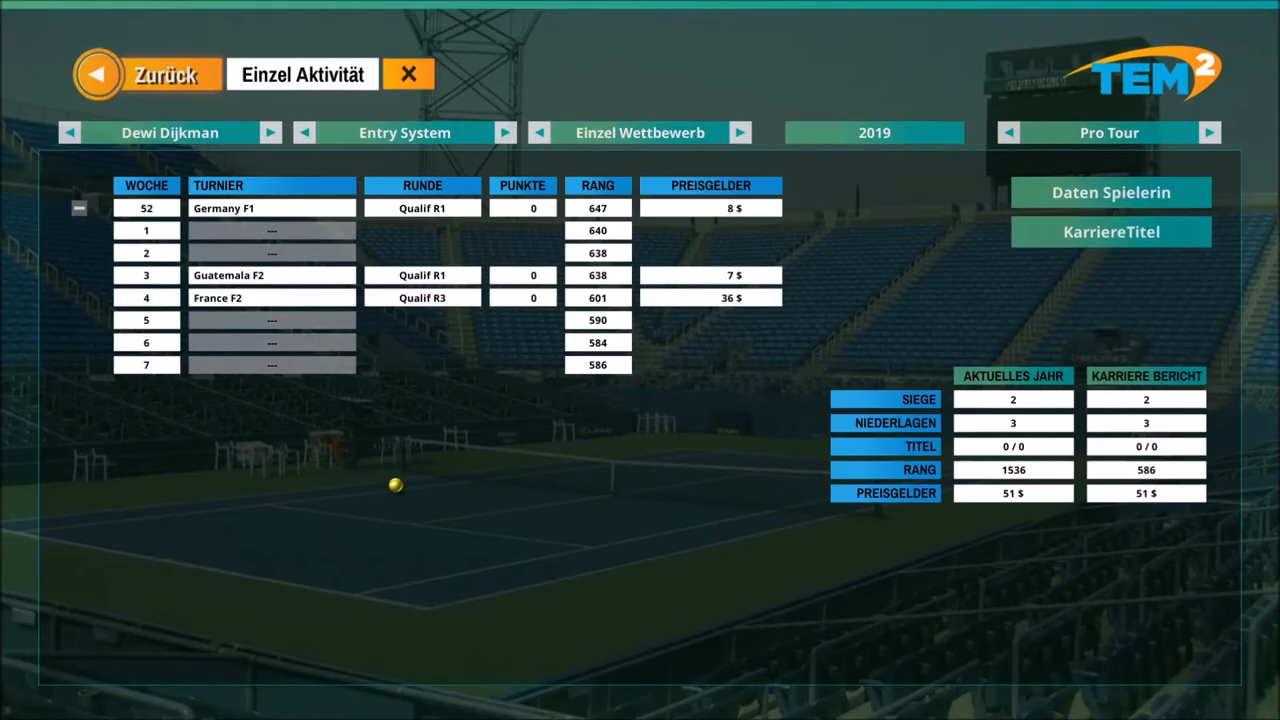 Zurück Einzel Aktivität X TEM2
Dewi Dijkman Entry System Einzel Wettbewerb 2019 Pro Tour
WOCHE TURNIER RUNDE PUNKTE RANG PREISGELDER
52 Germany F1 Qualif R1 0 647 8 $
1 --- 640
2 --- 638
3 Guatemala F2 Qualif R1 0 638 7 $
4 France F2 Qualif R3 0 601 36 $
5 --- 590
6 --- 584
7 --- 586
Daten Spielerin
KarriereTitel
AKTUELLES JAHR KARRIERE BERICHT
SIEGE 2 2
NIEDERLAGEN 3 3
TITEL 0 / 0 0 / 0
RANG 1536 586
PREISGELDER 51 $ 51 $